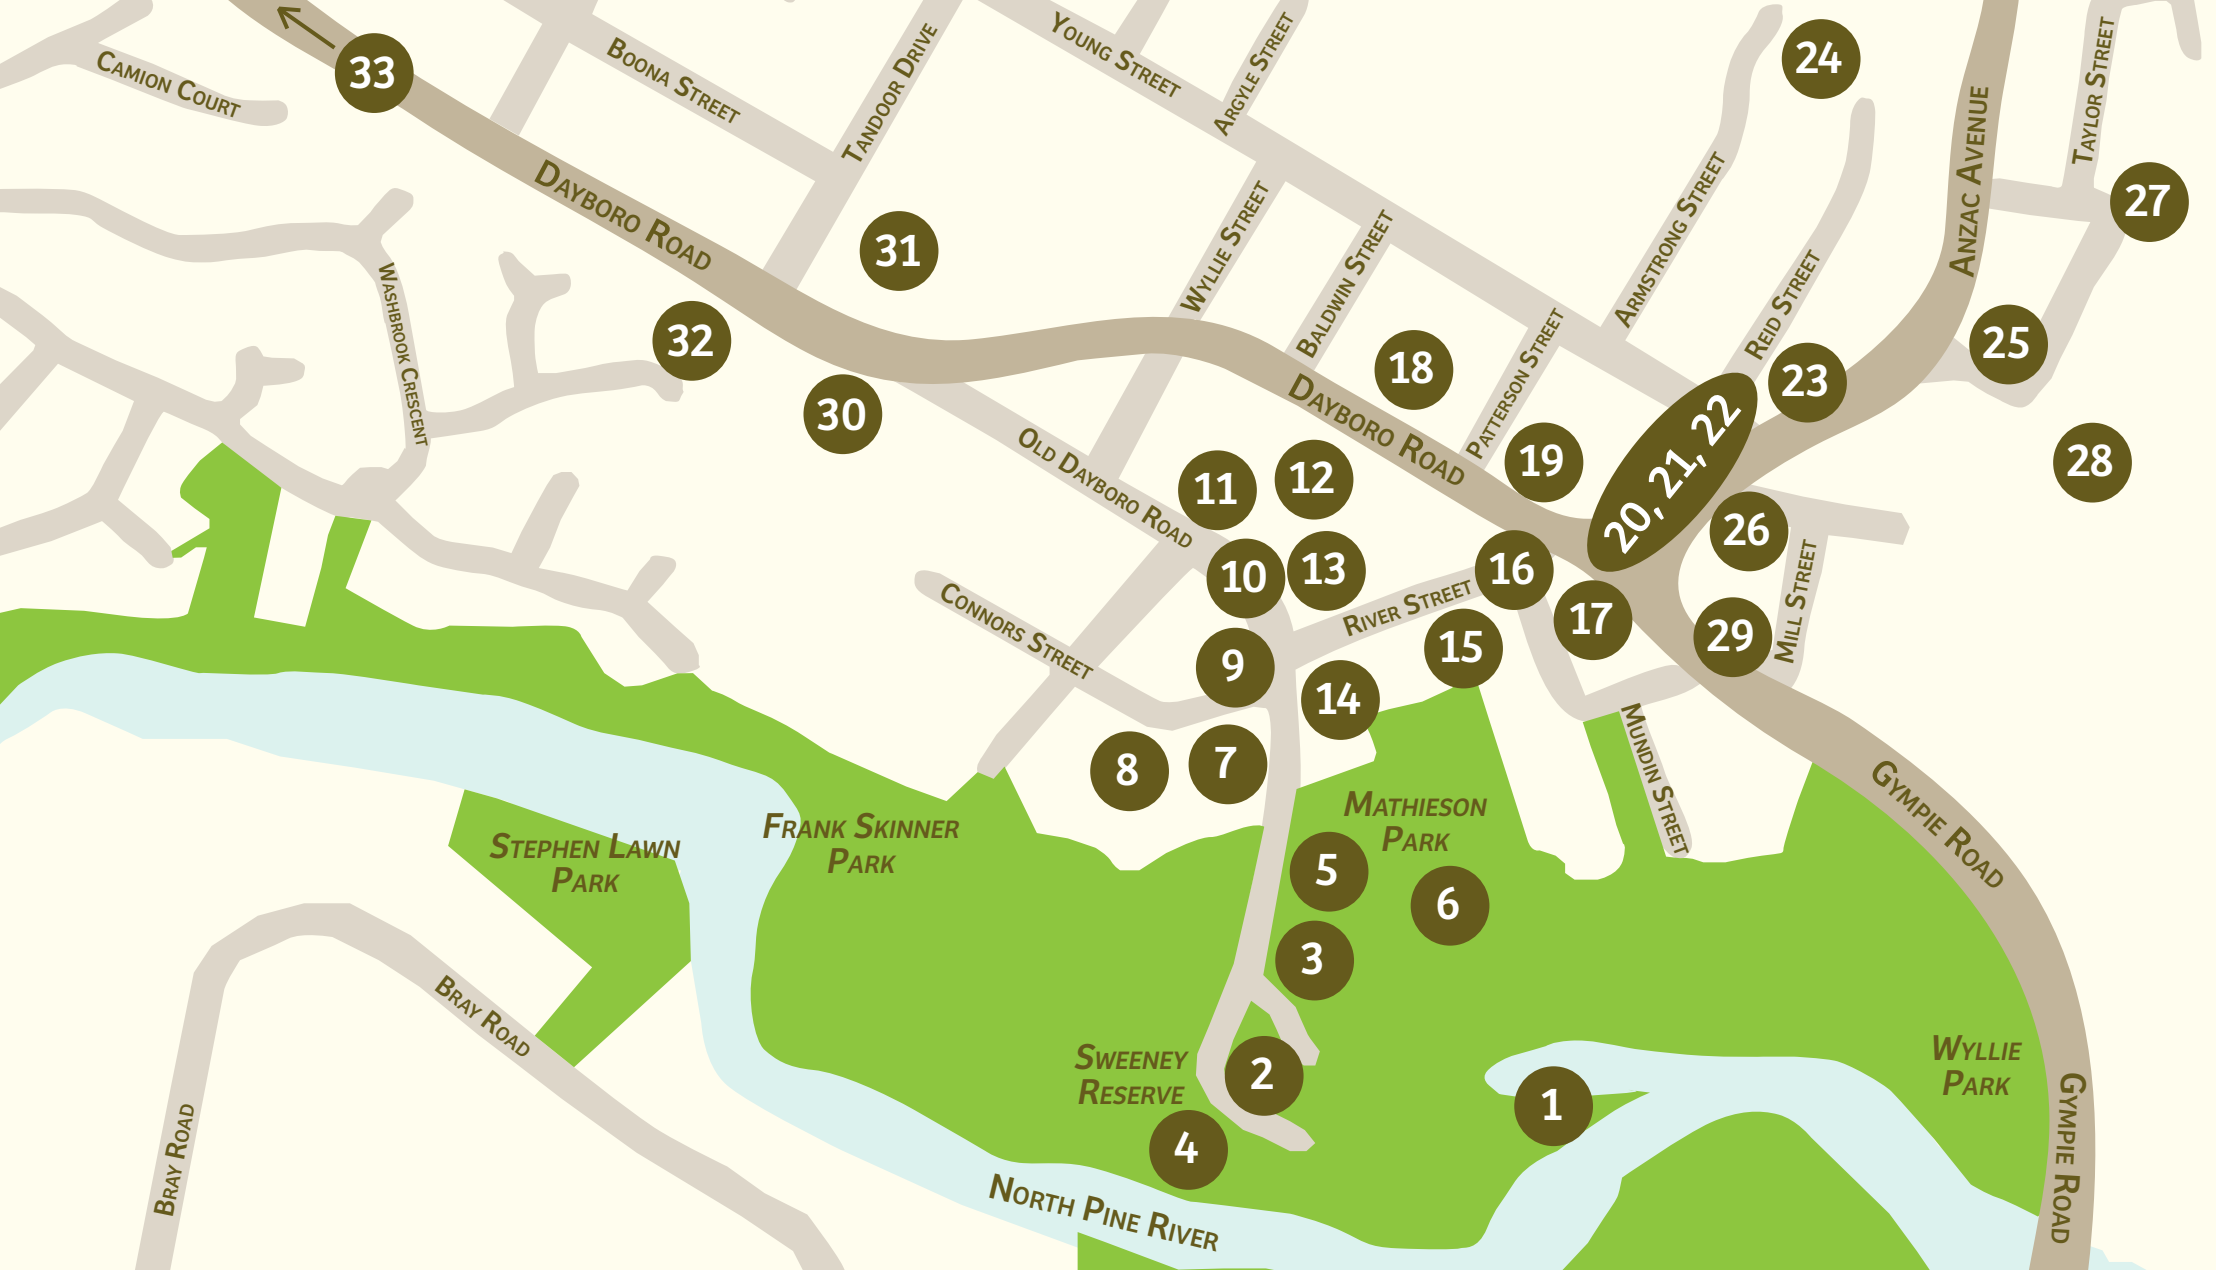 CAMION COURT
33
BOONA STREET
TANDOOR DRIVE
YOUNG STREET
ARGYLE STREET
24
ANZAC AVENUE
TAYLOR STREET
27
DAYBORO ROAD
31
WYLLIE STREET
BALDWIN STREET
ARMSTRONG STREET
REID STREET
WASHBROOK CRESCENT
32
30
18
PATTERSON STREET
23
25
OLD DAYBORO ROAD
DAYBORO ROAD
11
12
19
20, 21, 22
28
26
10
13
16
17
29
MILL STREET
CONNORS STREET
RIVER STREET
9
15
14
MUNDIN STREET
8
7
GYMPIE ROAD
MATHIESON
PARK
STEPHEN LAWN
PARK
FRANK SKINNER
PARK
5
6
3
BRAY ROAD
SWEENEY
RESERVE
2
1
WYLLIE
PARK
4
BRAY ROAD
NORTH PINE RIVER
GYMPIE ROAD